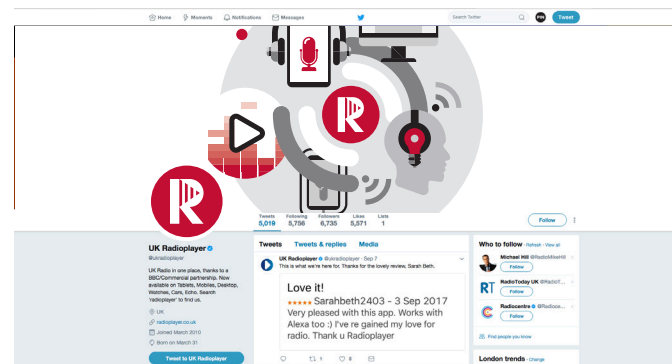 Home Moments Notifications Messages Search Twitter Tweet
Tweets Following Followers Likes Lists
5,019 5,756 6,735 5,571 1
Follow
UK Radioplayer
@ukradioplayer
UK Radio in one place, thanks to a
BBC/Commercial partnership. Now
available on Tablets, Mobiles, Desktop,
Watches, Cars, Echo. Search
'radioplayer' to find us.
UK
radioplayer.co.uk
Joined March 2010
Born on March 31
Tweet to UK Radioplayer
Tweets Tweets & replies Media
UK Radioplayer @ukradioplayer · Sep 7
This is what we're here for. Thanks for the lovely review, Sarah Beth.
Love it!
★★★★★ Sarahbeth2403 - 3 Sep 2017
Very pleased with this app. Works with
Alexa too :) I've re gained my love for
radio. Thank u Radioplayer
1 8
Who to follow · Refresh · View all
Michael Hill @RadioMikeHill
Follow
RadioToday UK @RadioT...
Follow
Radiocentre @Radioce...
Follow
Find people you know
London trends · Change